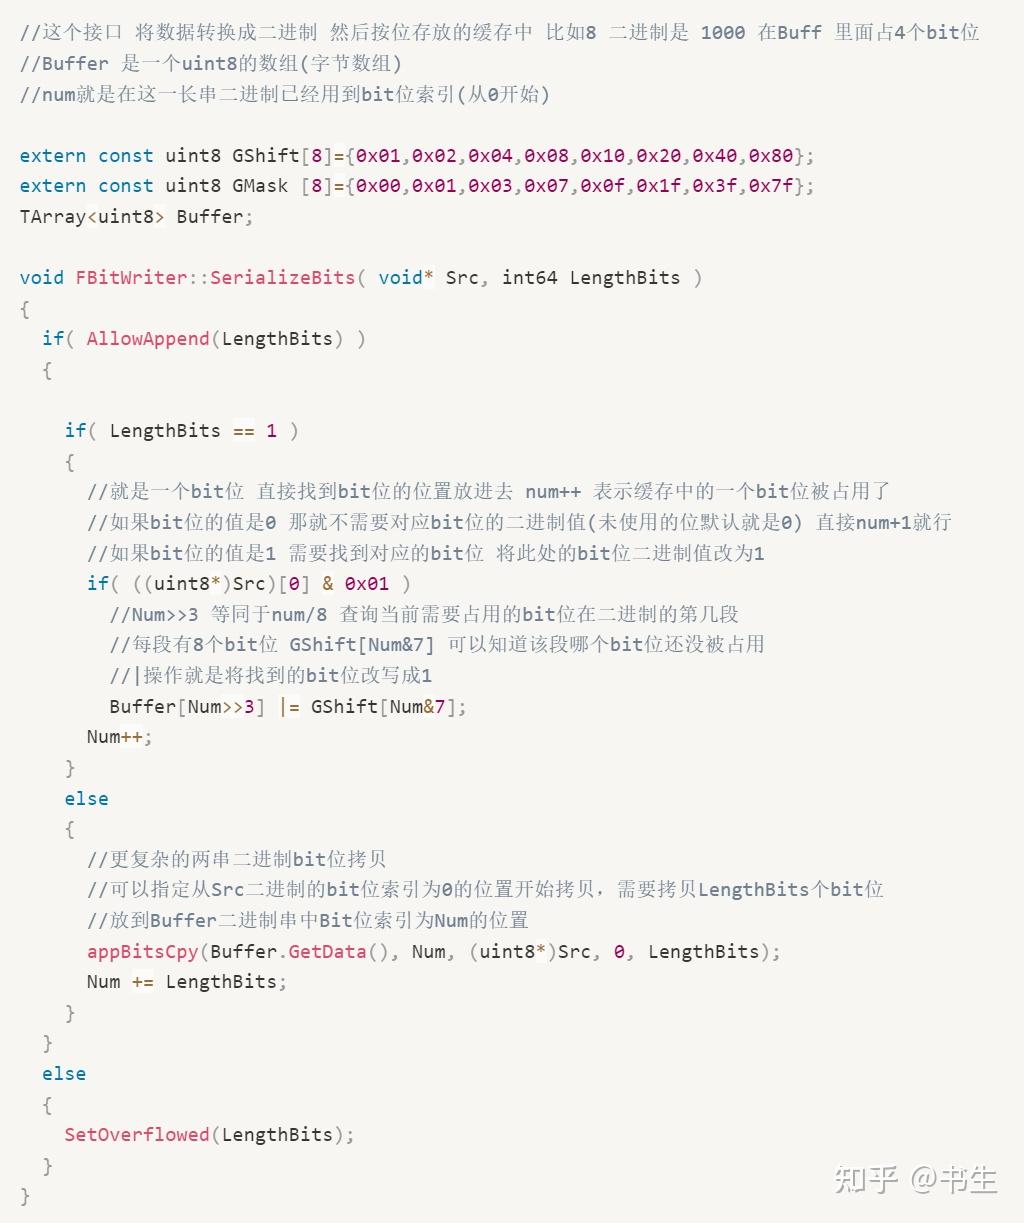 //这个接口 将数据转换成二进制 然后按位存放的缓存中 比如8 二进制是 1000 在Buff 里面占4个bit位
//Buffer 是一个uint8的数组(字节数组)
//num就是在这一长串二进制已经用到bit位索引(从0开始)
extern const uint8 GShift[8]={0x01,0x02,0x04,0x08,0x10,0x20,0x40,0x80};
extern const uint8 GMask [8]={0x00,0x01,0x03,0x07,0x0f,0x1f,0x3f,0x7f};
TArray<uint8> Buffer;
void FBitWriter::SerializeBits( void* Src, int64 LengthBits )
{
if( AllowAppend(LengthBits) )
{
if( LengthBits == 1 )
{
//就是一个bit位 直接找到bit位的位置放进去 num++ 表示缓存中的一个bit位被占用了
//如果bit位的值是0 那就不需要对应bit位的二进制值(未使用的位默认就是0) 直接num+1就行
//如果bit位的值是1 需要找到对应的bit位 将此处的bit位二进制值改为1
if( ((uint8*)Src)[0] & 0x01 )
//Num>>3 等同于num/8 查询当前需要占用的bit位在二进制的第几段
//每段有8个bit位 GShift[Num&7] 可以知道该段哪个bit位还没被占用
//|操作就是将找到的bit位改写成1
Buffer[Num>>3] |= GShift[Num&7];
Num++;
}
else
{
//更复杂的两串二进制bit位拷贝
//可以指定从Src二进制的bit位索引为0的位置开始拷贝，需要拷贝LengthBits个bit位
//放到Buffer二进制串中Bit位索引为Num的位置
appBitsCpy(Buffer.GetData(), Num, (uint8*)Src, 0, LengthBits);
Num += LengthBits;
}
}
else
{
SetOverflowed(LengthBits);
}
}
知乎 @书生